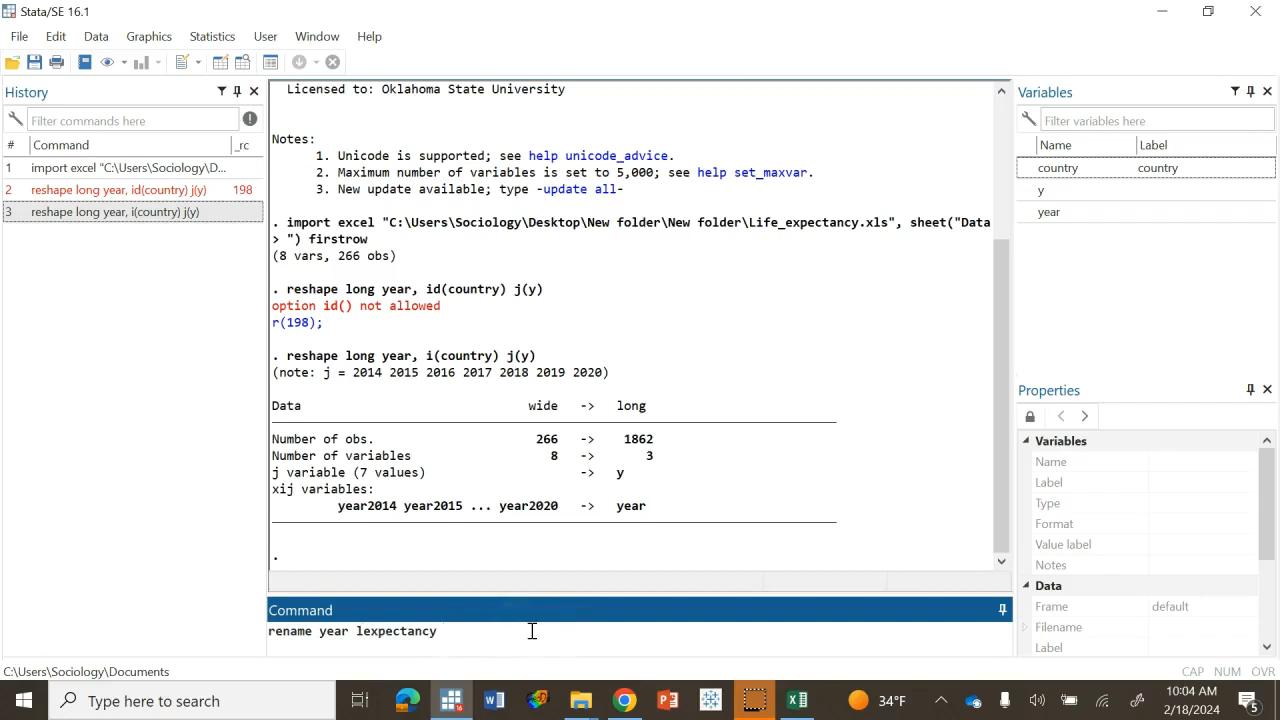 Stata/SE 16.1
File Edit Data Graphics Statistics User Window Help
History
Filter commands here
# Command _rc
1 import excel "C:\Users\Sociology\D...
2 reshape long year, id(country) j(y) 198
3 reshape long year, i(country) j(y)
Licensed to: Oklahoma State University
Notes:
1. Unicode is supported; see help unicode_advice.
2. Maximum number of variables is set to 5,000; see help set_maxvar.
3. New update available; type -update all-
. import excel "C:\Users\Sociology\Desktop\New folder\New folder\Life_expectancy.xls", sheet("Data
> ") firstrow
(8 vars, 266 obs)
. reshape long year, id(country) j(y)
option id() not allowed
r(198);
. reshape long year, i(country) j(y)
(note: j = 2014 2015 2016 2017 2018 2019 2020)
Data wide -> long
Number of obs. 266 -> 1862
Number of variables 8 -> 3
j variable (7 values) -> y
xij variables:
year2014 year2015 ... year2020 -> year
.
Command
rename year lexpectancy
Variables
Filter variables here
Name Label
country country
y
year
Properties
Variables
Name
Label
Type
Format
Value label
Notes
Data
Frame default
Filename
Label
C:\Users\Sociology\Documents
CAP NUM OVR
Type here to search
34°F
10:04 AM
2/18/2024
5